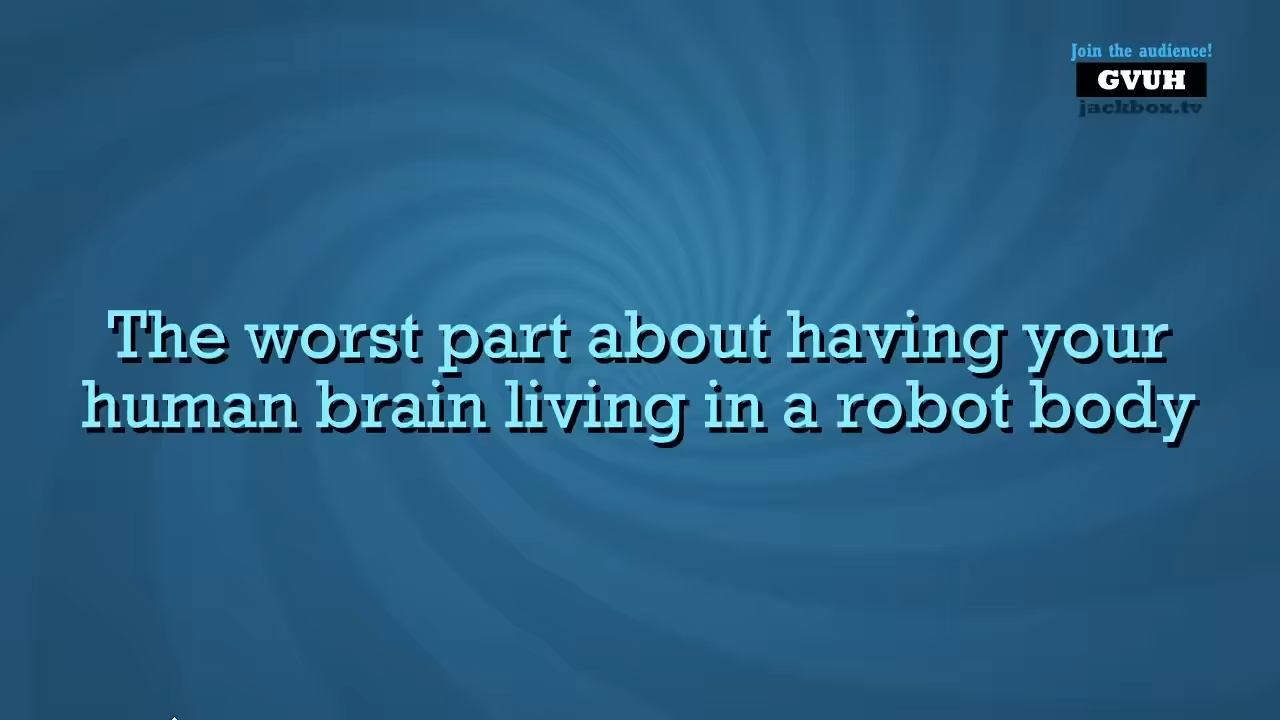 Join the audience!
GVUH
jackbox.tv
The worst part about having your
human brain living in a robot body